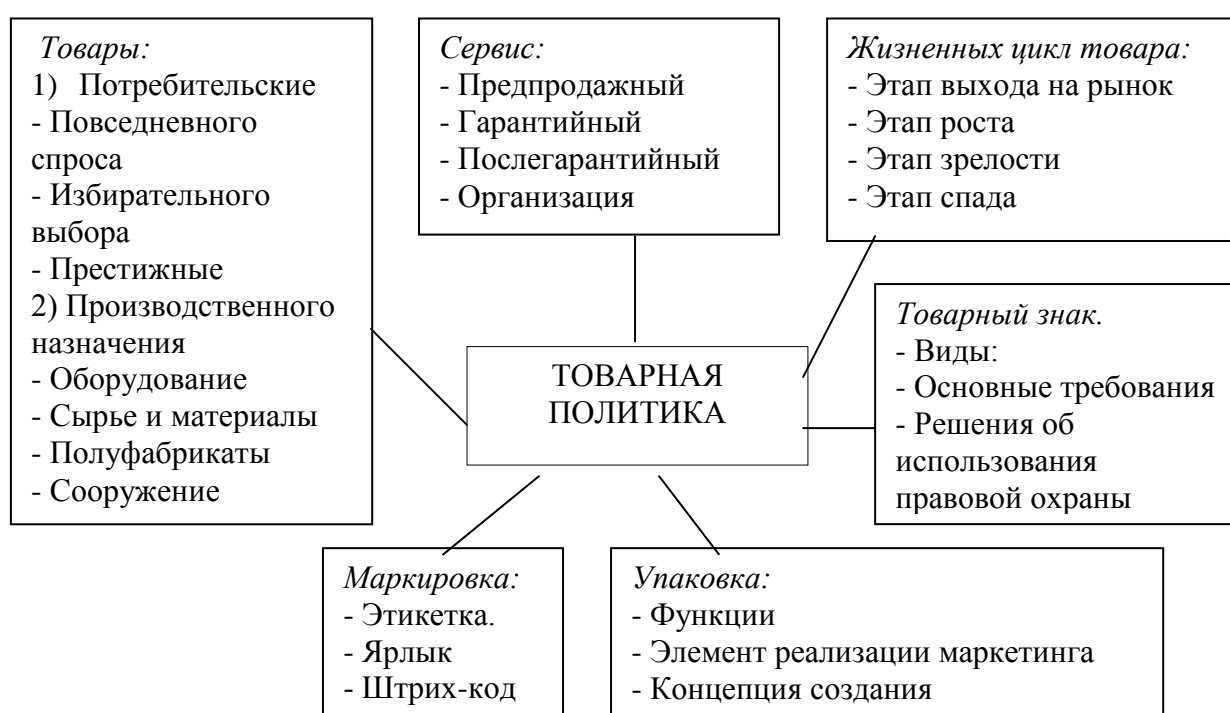 Товары:
1) Потребительские
- Повседневного
спроса
- Избирательного
выбора
- Престижные
2) Производственного
назначения
- Оборудование
- Сырье и материалы
- Полуфабрикаты
- Сооружение
Сервис:
- Предпродажный
- Гарантийный
- Послегарантийный
- Организация
Жизненных цикл товара:
- Этап выхода на рынок
- Этап роста
- Этап зрелости
- Этап спада
ТОВАРНАЯ
ПОЛИТИКА
Товарный знак.
- Виды:
- Основные требования
- Решения об
использования
правовой охраны
Маркировка:
- Этикетка.
- Ярлык
- Штрих-код
Упаковка:
- Функции
- Элемент реализации маркетинга
- Концепция создания